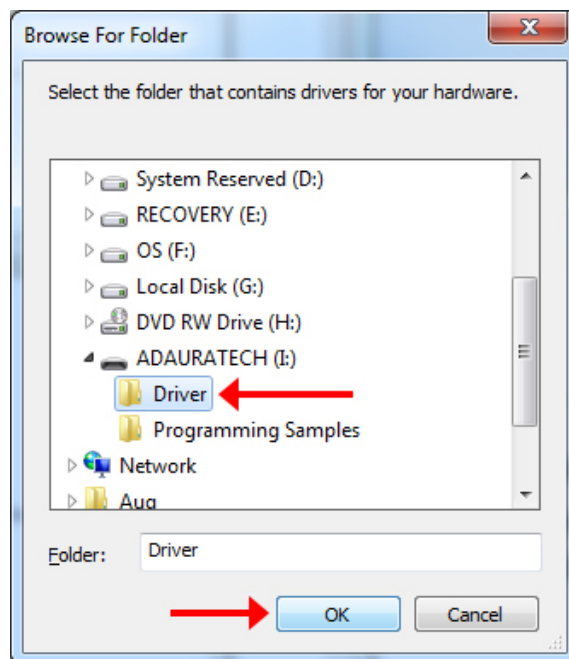 Browse For Folder
Select the folder that contains drivers for your hardware.
System Reserved (D:)
RECOVERY (E:)
OS (F:)
Local Disk (G:)
DVD RW Drive (H:)
ADAURATECH (I:)
Driver
Programming Samples
Network
Aug
Folder: Driver
OK Cancel